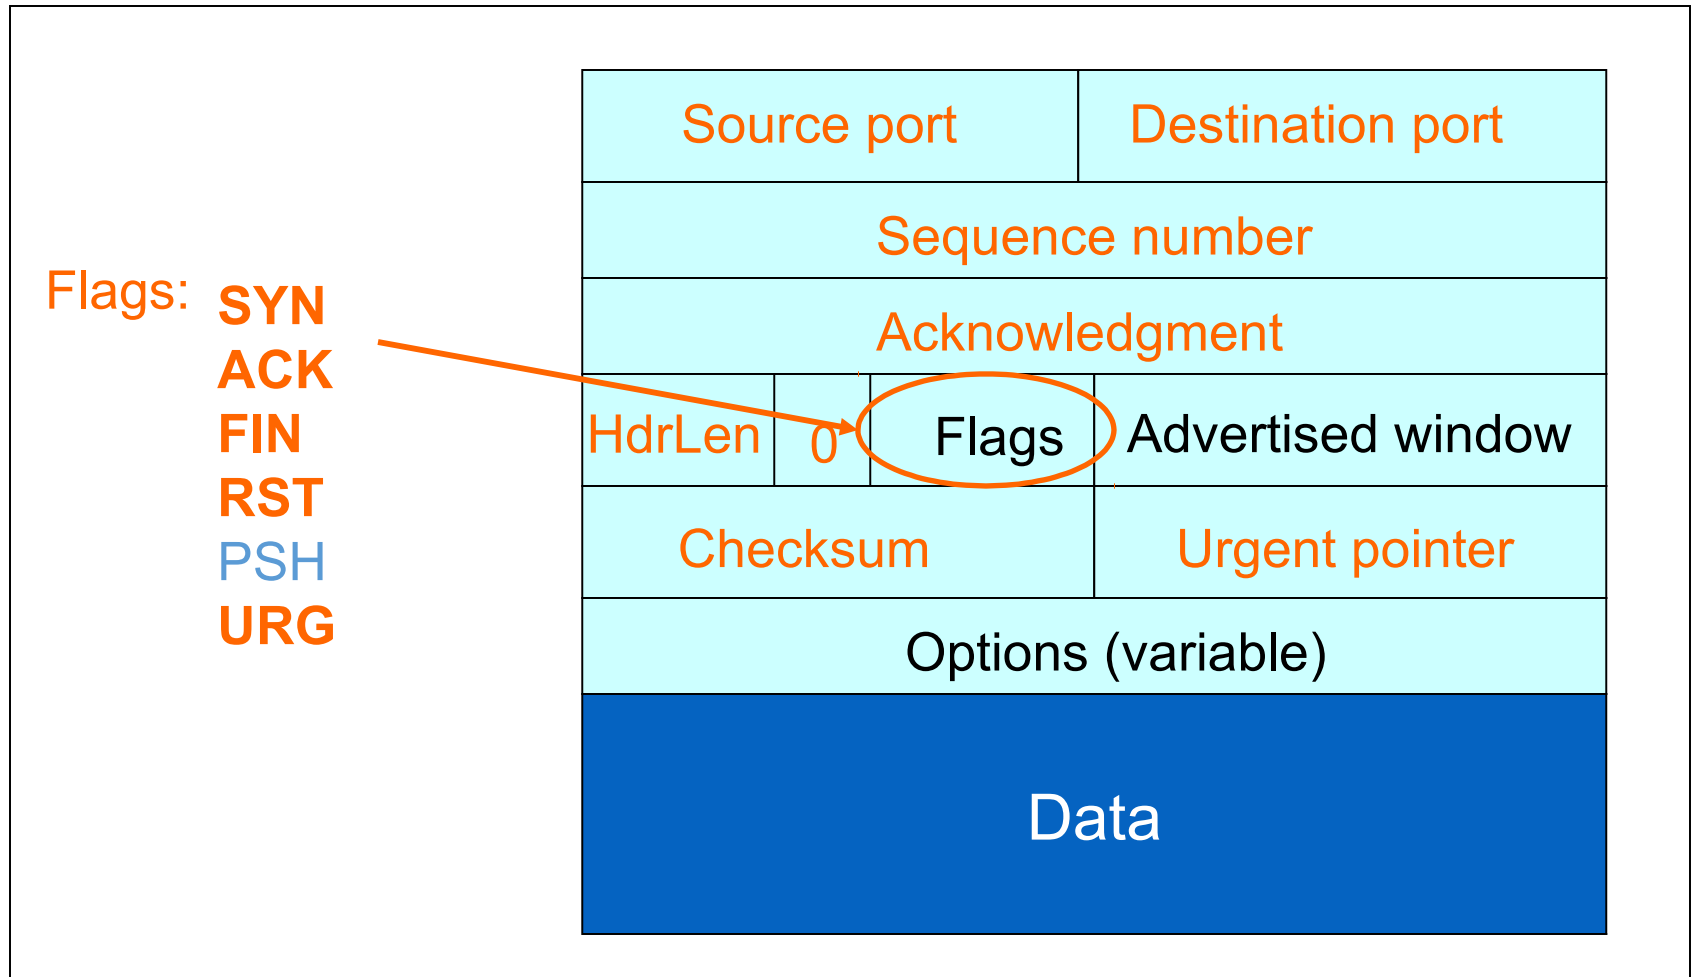 Source port Destination port
Sequence number
Flags: SYN
ACK
FIN
RST
PSH
URG
Acknowledgment
HdrLen 0 Flags Advertised window
Checksum Urgent pointer
Options (variable)
Data